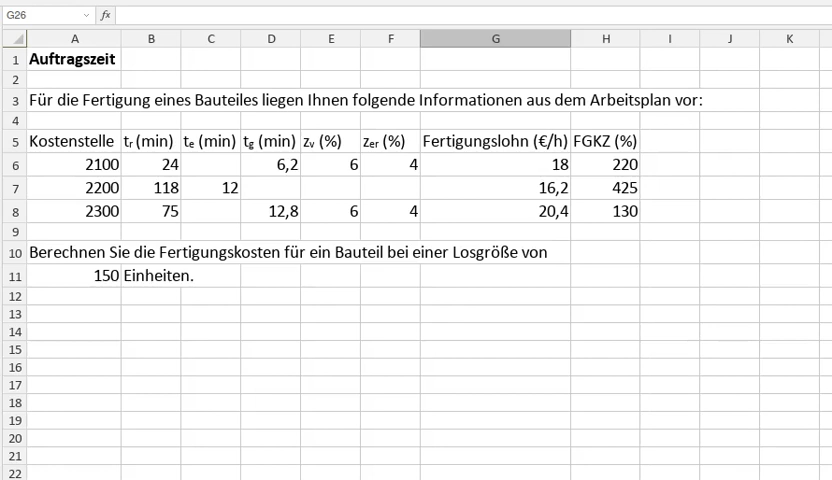 G26 fx
A B C D E F G H I J K
1 Auftragszeit
2
3 Für die Fertigung eines Bauteiles liegen Ihnen folgende Informationen aus dem Arbeitsplan vor:
4
5 Kostenstelle tr (min) te (min) tg (min) zv (%) zer (%) Fertigungslohn (€/h) FGKZ (%)
6 2100 24 6,2 6 4 18 220
7 2200 118 12 16,2 425
8 2300 75 12,8 6 4 20,4 130
9
10 Berechnen Sie die Fertigungskosten für ein Bauteil bei einer Losgröße von
11 150 Einheiten.
12
13
14
15
16
17
18
19
20
21
22